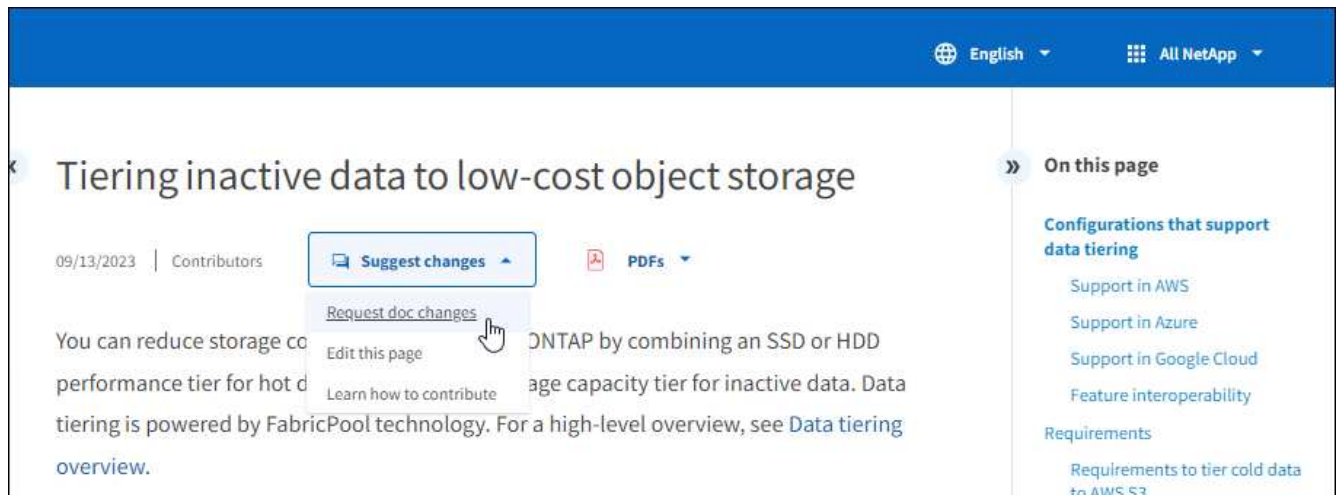 English
All NetApp
Tiering inactive data to low-cost object storage
09/13/2023
Contributors
Suggest changes
PDFs
Request doc changes
Edit this page
Learn how to contribute
You can reduce storage co ONTAP by combining an SSD or HDD
performance tier for hot d age capacity tier for inactive data. Data
tiering is powered by FabricPool technology. For a high-level overview, see Data tiering
overview.
On this page
Configurations that support
data tiering
Support in AWS
Support in Azure
Support in Google Cloud
Feature interoperability
Requirements
Requirements to tier cold data
to AWS S3